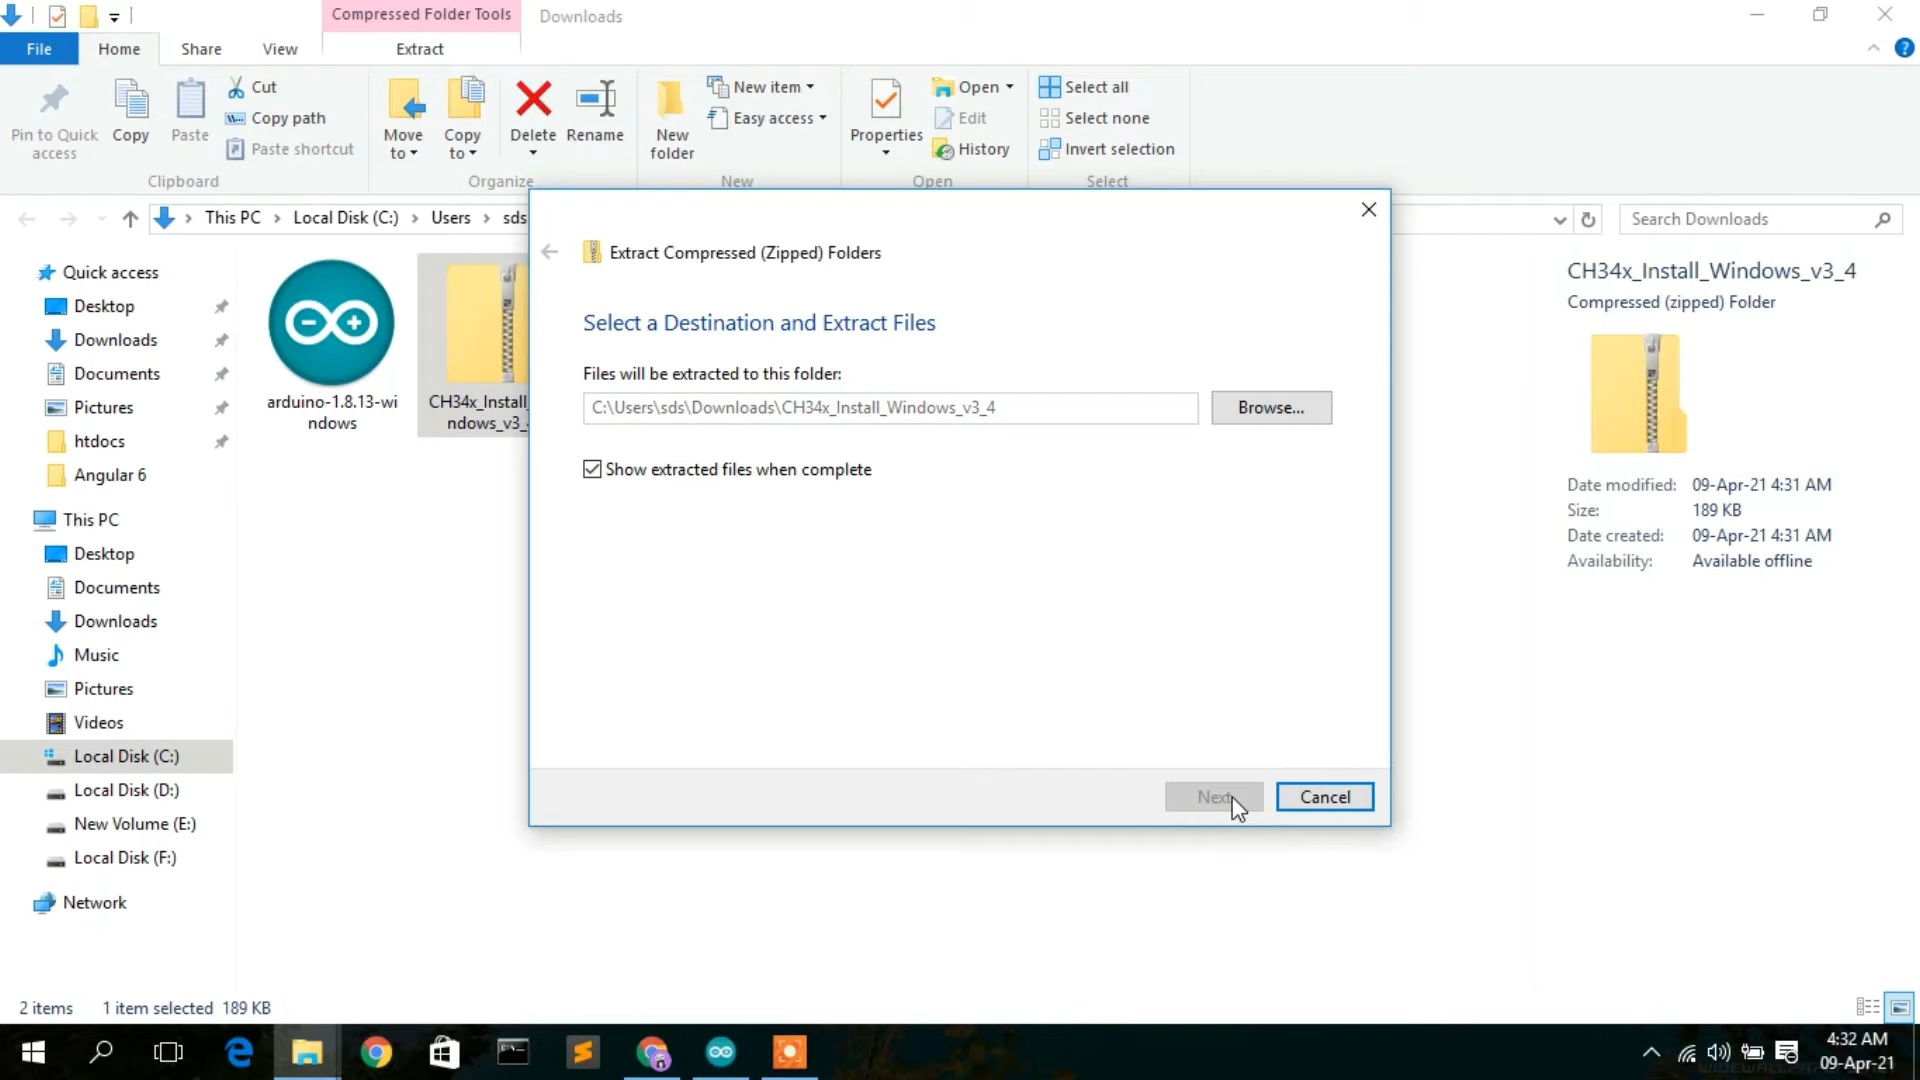 Compressed Folder Tools
Downloads
File
Home
Share
View
Extract
Pin to Quick
access
Copy
Paste
Cut
Copy path
Paste shortcut
Clipboard
Move
to
Copy
to
Delete
Rename
Organize
New
folder
New item
Easy access
New
Properties
Open
Edit
History
Open
Select all
Select none
Invert selection
Select
This PC
Local Disk (C:)
Users
sds
Search Downloads
Quick access
Desktop
Downloads
Documents
Pictures
htdocs
Angular 6
This PC
Desktop
Documents
Downloads
Music
Pictures
Videos
Local Disk (C:)
Local Disk (D:)
New Volume (E:)
Local Disk (F:)
Network
arduino-1.8.13-wi
ndows
CH34x_Install_
ndows_v3_
Extract Compressed (Zipped) Folders
Select a Destination and Extract Files
Files will be extracted to this folder:
C:\Users\sds\Downloads\CH34x_Install_Windows_v3_4
Browse...
Show extracted files when complete
Next
Cancel
CH34x_Install_Windows_v3_4
Compressed (zipped) Folder
Date modified: 09-Apr-21 4:31 AM
Size: 189 KB
Date created: 09-Apr-21 4:31 AM
Availability: Available offline
2 items
1 item selected 189 KB
4:32 AM
09-Apr-21